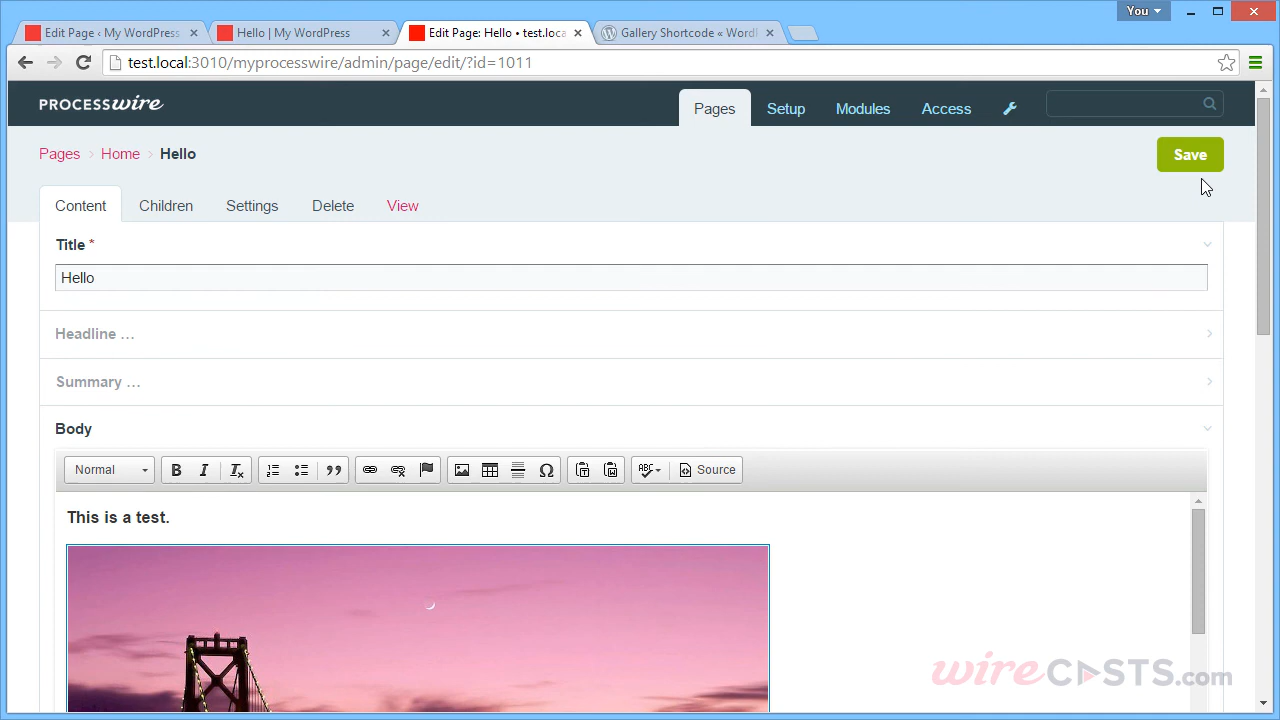 You
Edit Page ‹ My WordPress
Hello | My WordPress
Edit Page: Hello • test.loca
Gallery Shortcode « Word
test.local:3010/myprocesswire/admin/page/edit/?id=1011
PROCESSwire
Pages
Setup
Modules
Access
Pages
Home
Hello
Save
Content
Children
Settings
Delete
View
Title *
Hello
Headline ...
Summary ...
Body
Normal
B
I
Source
This is a test.
wireCASTS.com